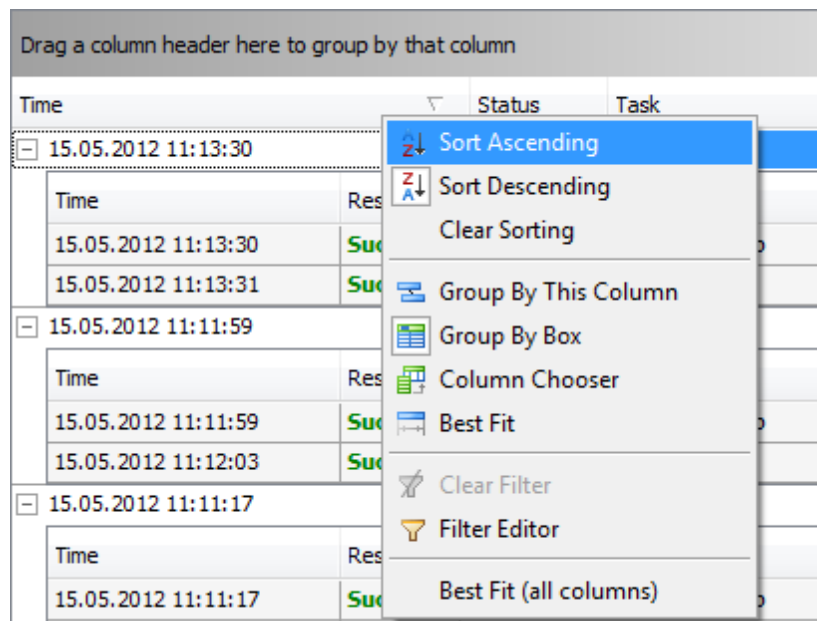 Drag a column header here to group by that column
Time Status Task
15.05.2012 11:13:30
Sort Ascending
Time
Sort Descending
15.05.2012 11:13:30
Clear Sorting
15.05.2012 11:13:31
Group By This Column
15.05.2012 11:11:59
Group By Box
Time
Column Chooser
15.05.2012 11:11:59
Best Fit
15.05.2012 11:12:03
Clear Filter
15.05.2012 11:11:17
Filter Editor
Time
15.05.2012 11:11:17
Best Fit (all columns)